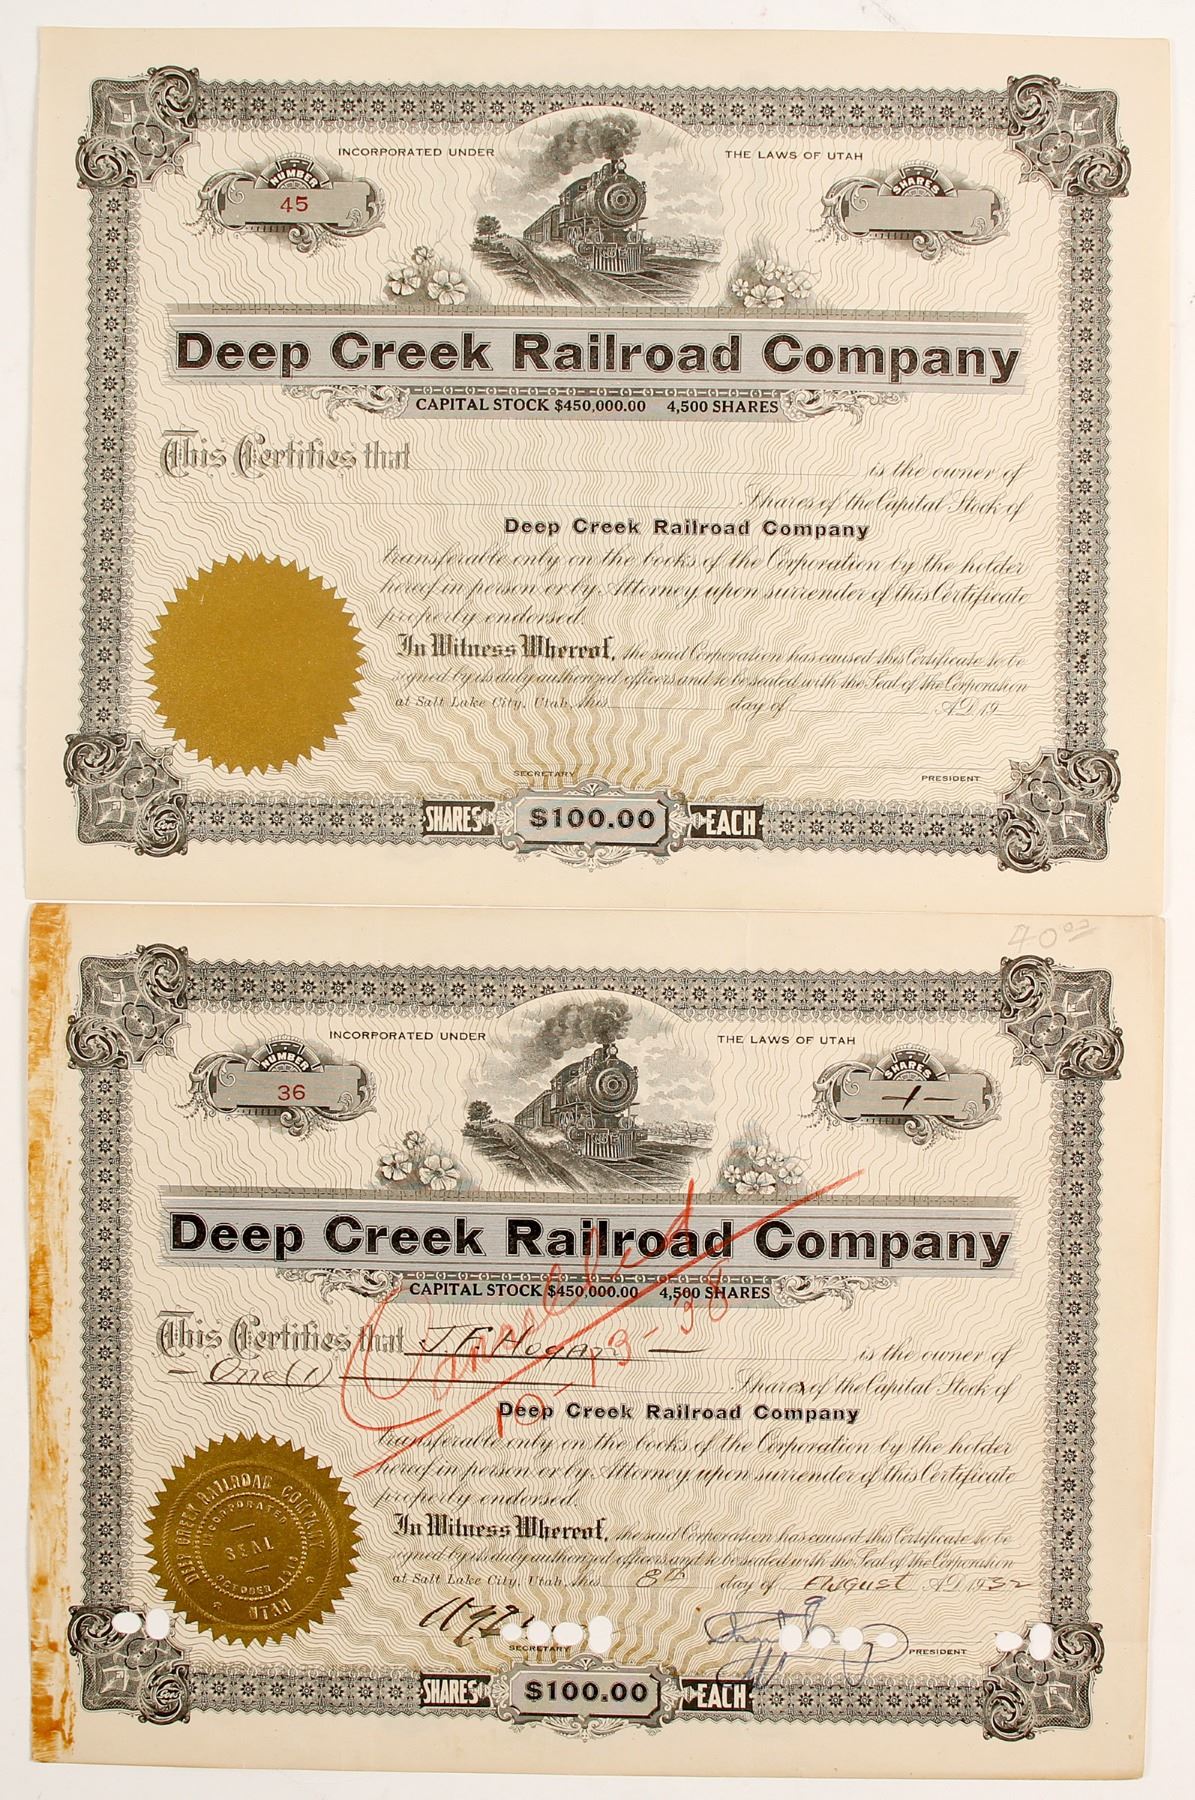 INCORPORATED UNDER THE LAWS OF UTAH
NUMBER SHARES
45
Deep Creek Railroad Company
CAPITAL STOCK $450,000.00 4,500 SHARES
This Certifies that is the owner of
Shares of the Capital Stock of
Deep Creek Railroad Company
transferable only on the books of the Corporation by the holder
hereof in person or by Attorney upon surrender of this Certificate
properly endorsed.
In Witness Whereof, the said Corporation has caused this Certificate to be
signed by its duly authorized officers and to be sealed with the Seal of the Corporation
at Salt Lake City, Utah, this day of A.D. 19
SECRETARY PRESIDENT
SHARES $100.00 EACH
40 00
INCORPORATED UNDER THE LAWS OF UTAH
NUMBER SHARES
36 -1-
Deep Creek Railroad Company
CAPITAL STOCK $450,000.00 4,500 SHARES
Cancelled
10-13-38
This Certifies that J. F. Hogan is the owner of
- One (1) Shares of the Capital Stock of
Deep Creek Railroad Company
transferable only on the books of the Corporation by the holder
hereof in person or by Attorney upon surrender of this Certificate
properly endorsed.
In Witness Whereof, the said Corporation has caused this Certificate to be
signed by its duly authorized officers and to be sealed with the Seal of the Corporation
at Salt Lake City, Utah, this 8th day of August A.D. 1932
DEEP CREEK RAILROAD COMPANY
INCORPORATED
SEAL
OCTOBER
UTAH
SECRETARY PRESIDENT
SHARES $100.00 EACH